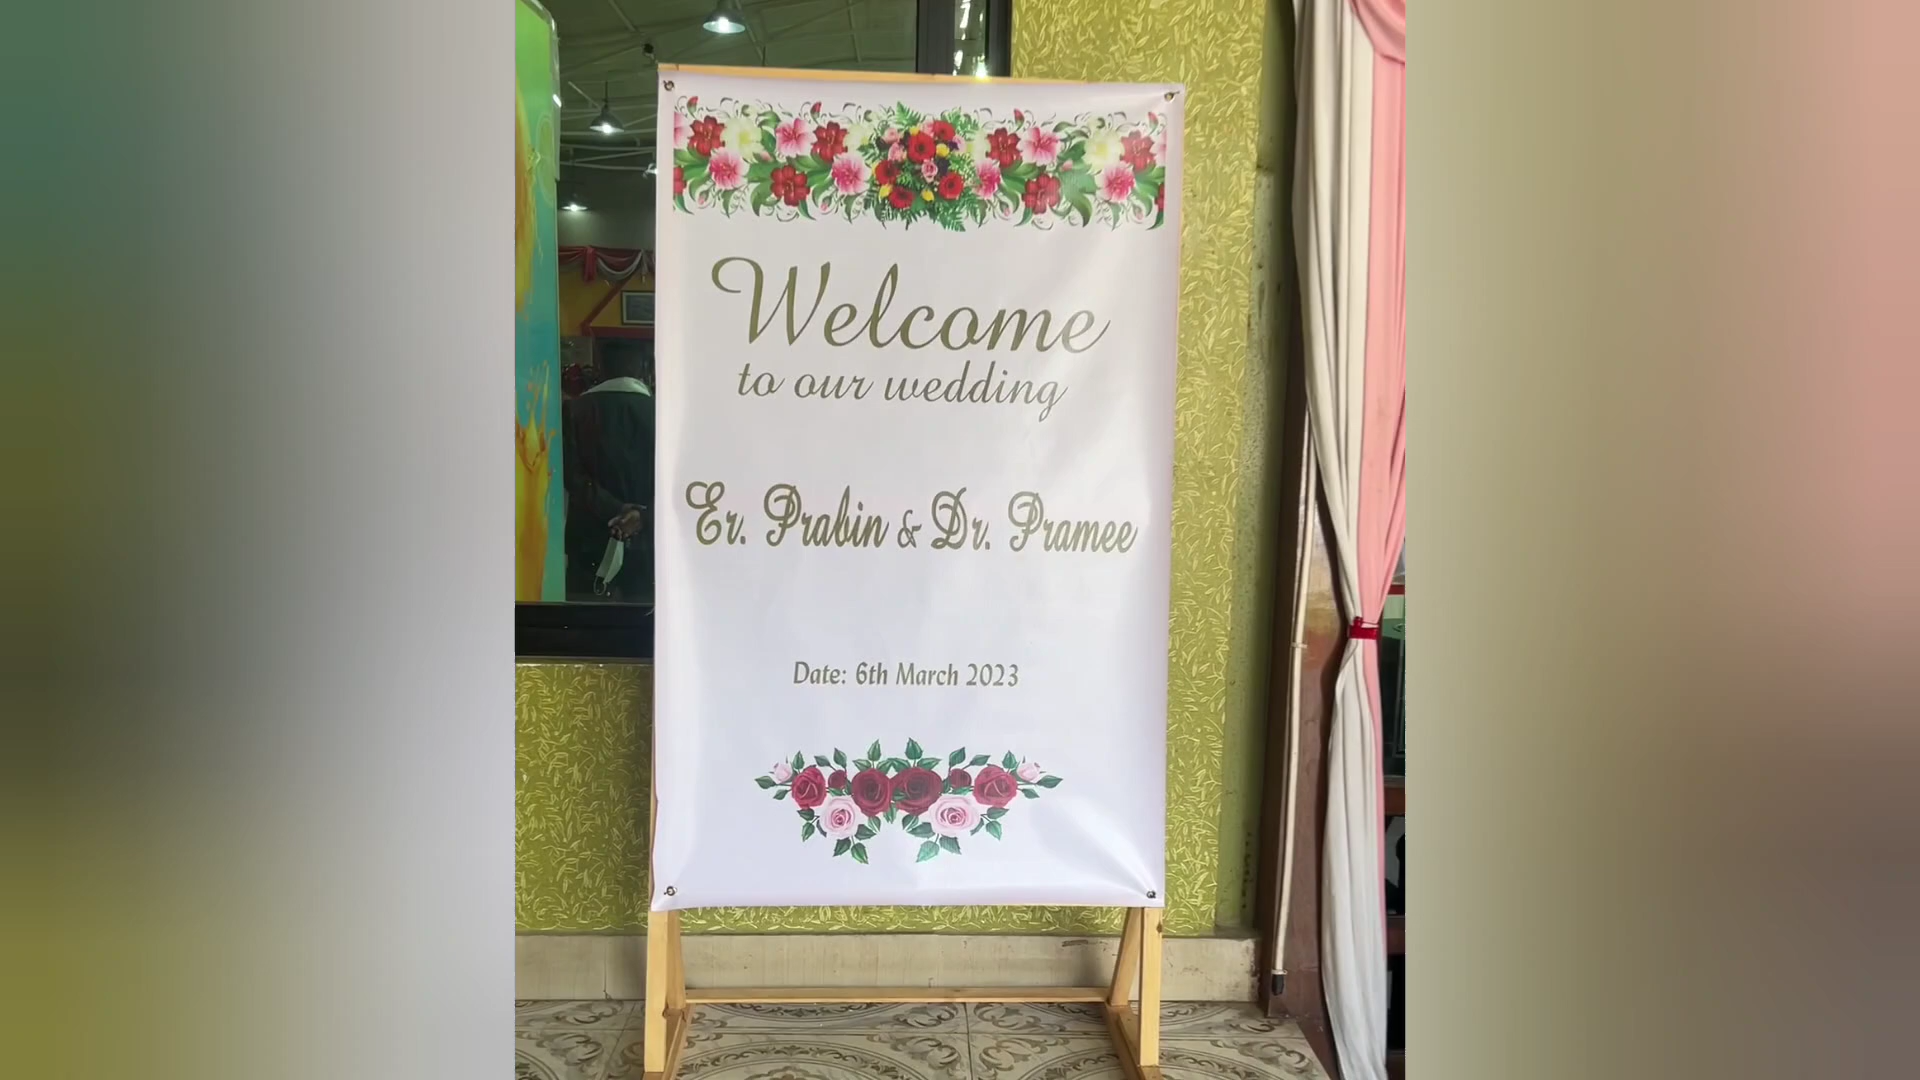 Welcome
to our wedding
Er. Prabin & Dr. Pramee
Date: 6th March 2023